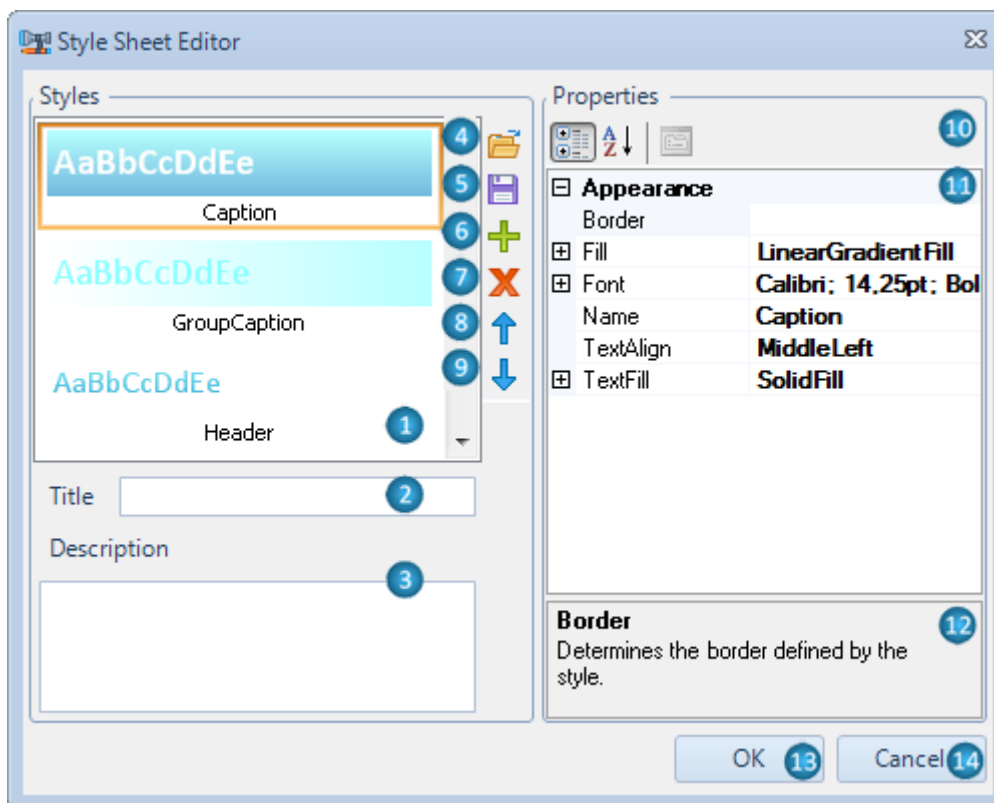 Style Sheet Editor
Styles
AaBbCcDdEe
Caption
AaBbCcDdEe
GroupCaption
AaBbCcDdEe
Header
1
4
5
6
7
8
9
Title
2
Description
3
Properties
A
Z
10
Appearance
11
Border
Fill LinearGradientFill
Font Calibri; 14,25pt; Bol
Name Caption
TextAlign MiddleLeft
TextFill SolidFill
Border
12
Determines the border defined by the
style.
OK 13
Cancel 14